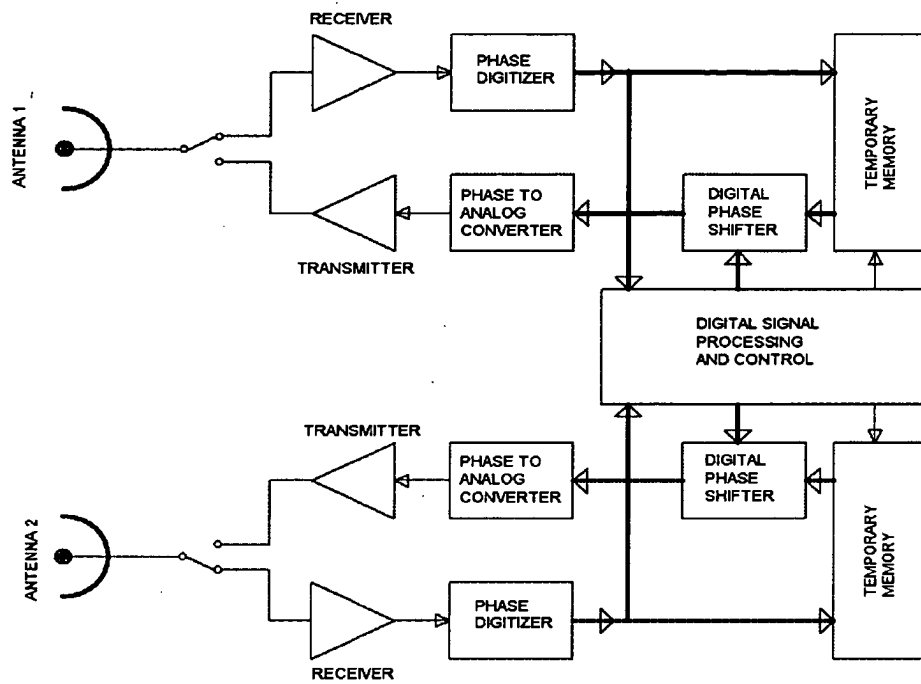 RECEIVER
PHASE
DIGITIZER
ANTENNA 1
TEMPORARY
MEMORY
PHASE TO
ANALOG
CONVERTER
DIGITAL
PHASE
SHIFTER
TRANSMITTER
DIGITAL SIGNAL
PROCESSING
AND CONTROL
TRANSMITTER
PHASE TO
ANALOG
CONVERTER
DIGITAL
PHASE
SHIFTER
ANTENNA 2
TEMPORARY
MEMORY
PHASE
DIGITIZER
RECEIVER